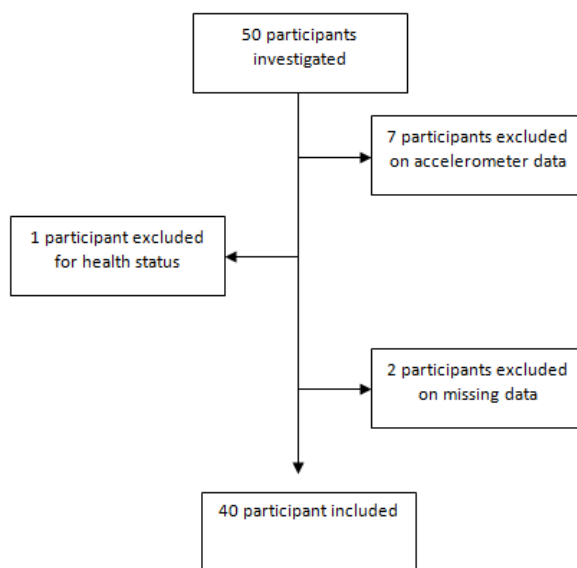 50 participants
investigated
7 participants excluded
on accelerometer data
1 participant excluded
for health status
2 participants excluded
on missing data
40 participant included